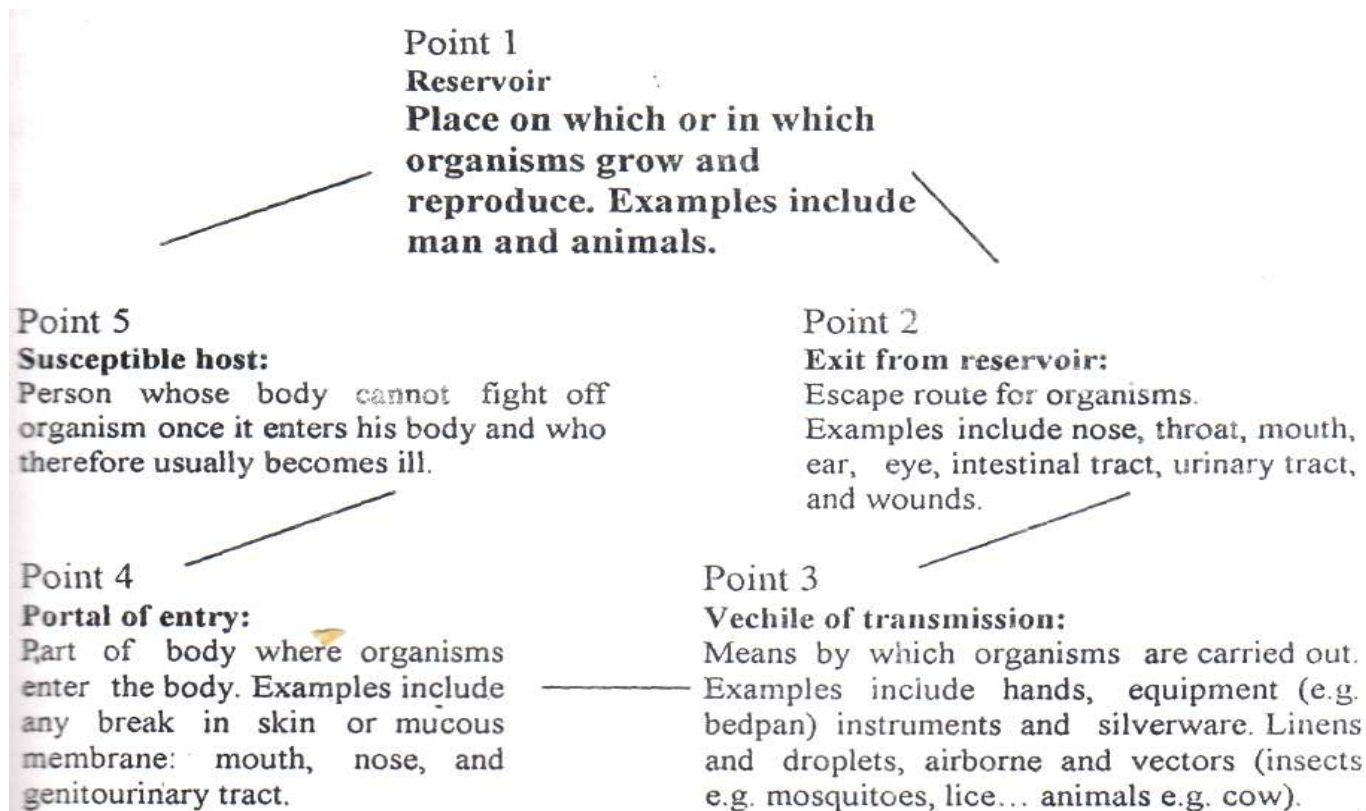 Point 1
Reservoir
Place on which or in which
organisms grow and
reproduce. Examples include
man and animals.
Point 5
Susceptible host:
Person whose body cannot fight off
organism once it enters his body and who
therefore usually becomes ill.
Point 2
Exit from reservoir:
Escape route for organisms.
Examples include nose, throat, mouth,
ear, eye, intestinal tract, urinary tract,
and wounds.
Point 4
Portal of entry:
Part of body where organisms
enter the body. Examples include
any break in skin or mucous
membrane: mouth, nose, and
genitourinary tract.
Point 3
Vechile of transmission:
Means by which organisms are carried out.
Examples include hands, equipment (e.g.
bedpan) instruments and silverware. Linens
and droplets, airborne and vectors (insects
e.g. mosquitoes, lice... animals e.g. cow).